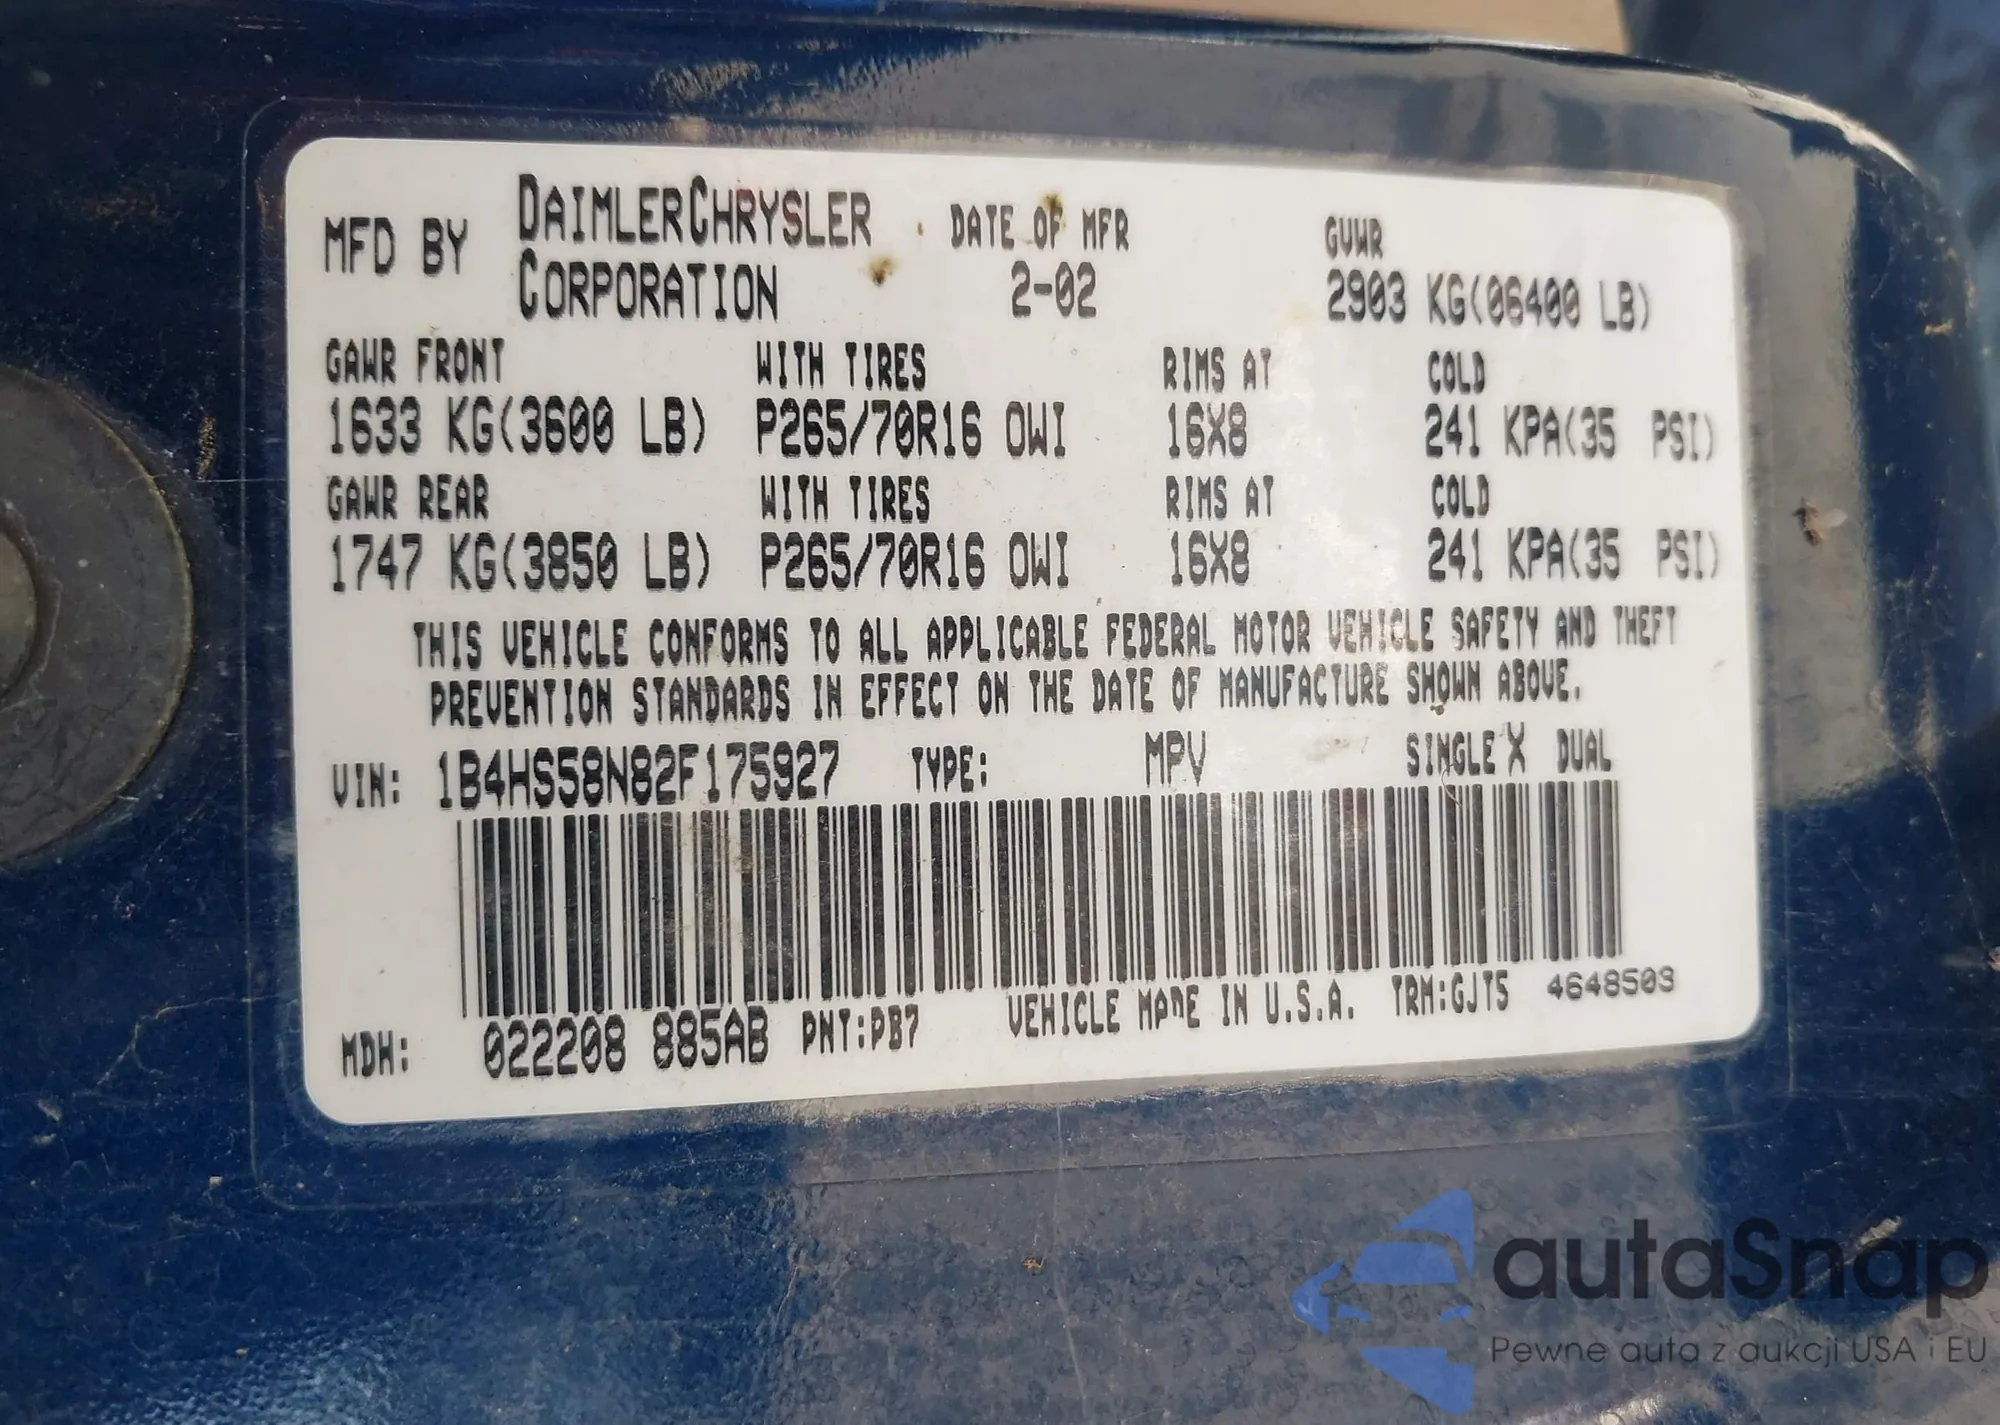 MFD BY DAIMLERCHRYSLER CORPORATION DATE OF MFR 2-02 GVWR 2903 KG(06400 LB)
GAWR FRONT WITH TIRES RIMS AT COLD
1633 KG(3600 LB) P265/70R16 OWI 16X8 241 KPA(35 PSI)
GAWR REAR WITH TIRES RIMS AT COLD
1747 KG(3850 LB) P265/70R16 OWI 16X8 241 KPA(35 PSI)
THIS VEHICLE CONFORMS TO ALL APPLICABLE FEDERAL MOTOR VEHICLE SAFETY AND THEFT
PREVENTION STANDARDS IN EFFECT ON THE DATE OF MANUFACTURE SHOWN ABOVE.
VIN: 1B4HS58N82F175927 TYPE: MPV SINGLE X DUAL
MDH: 022208 885AB PNT:PB7 VEHICLE MADE IN U.S.A. TRM:GJT5 4648503
autaSnap
Pewne auta z aukcji USA i EU